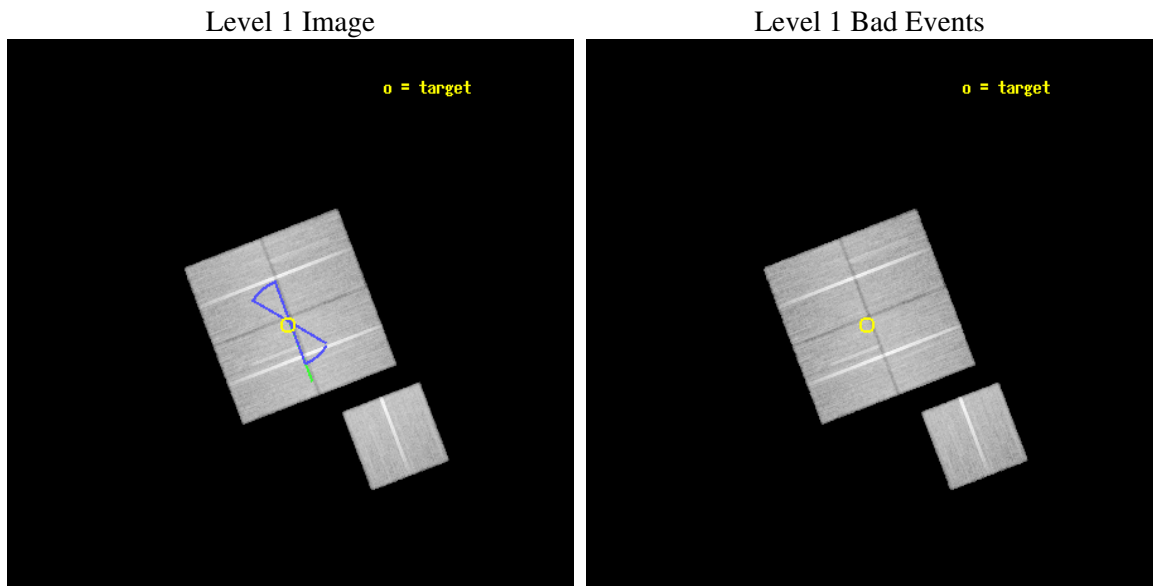 Level 1 Image
Level 1 Bad Events
o = target
o = target